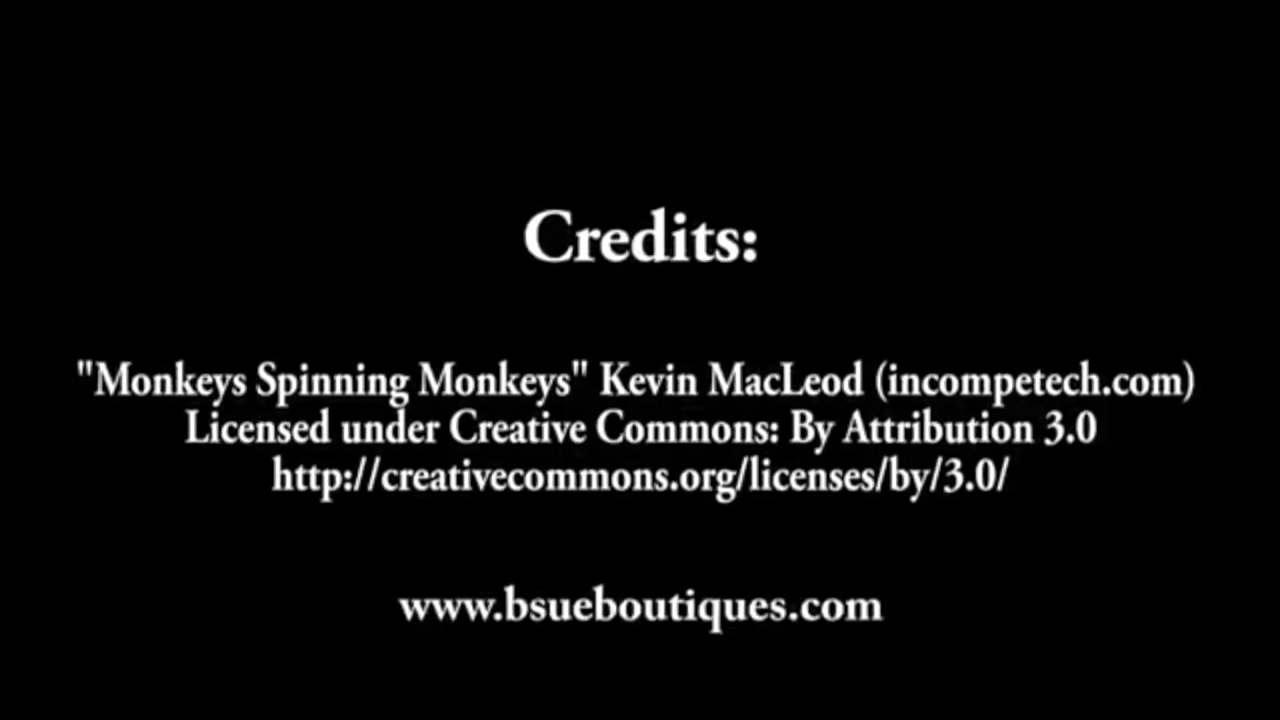 Credits:
"Monkeys Spinning Monkeys" Kevin MacLeod (incompetech.com)
Licensed under Creative Commons: By Attribution 3.0
http://creativecommons.org/licenses/by/3.0/
www.bsueboutiques.com